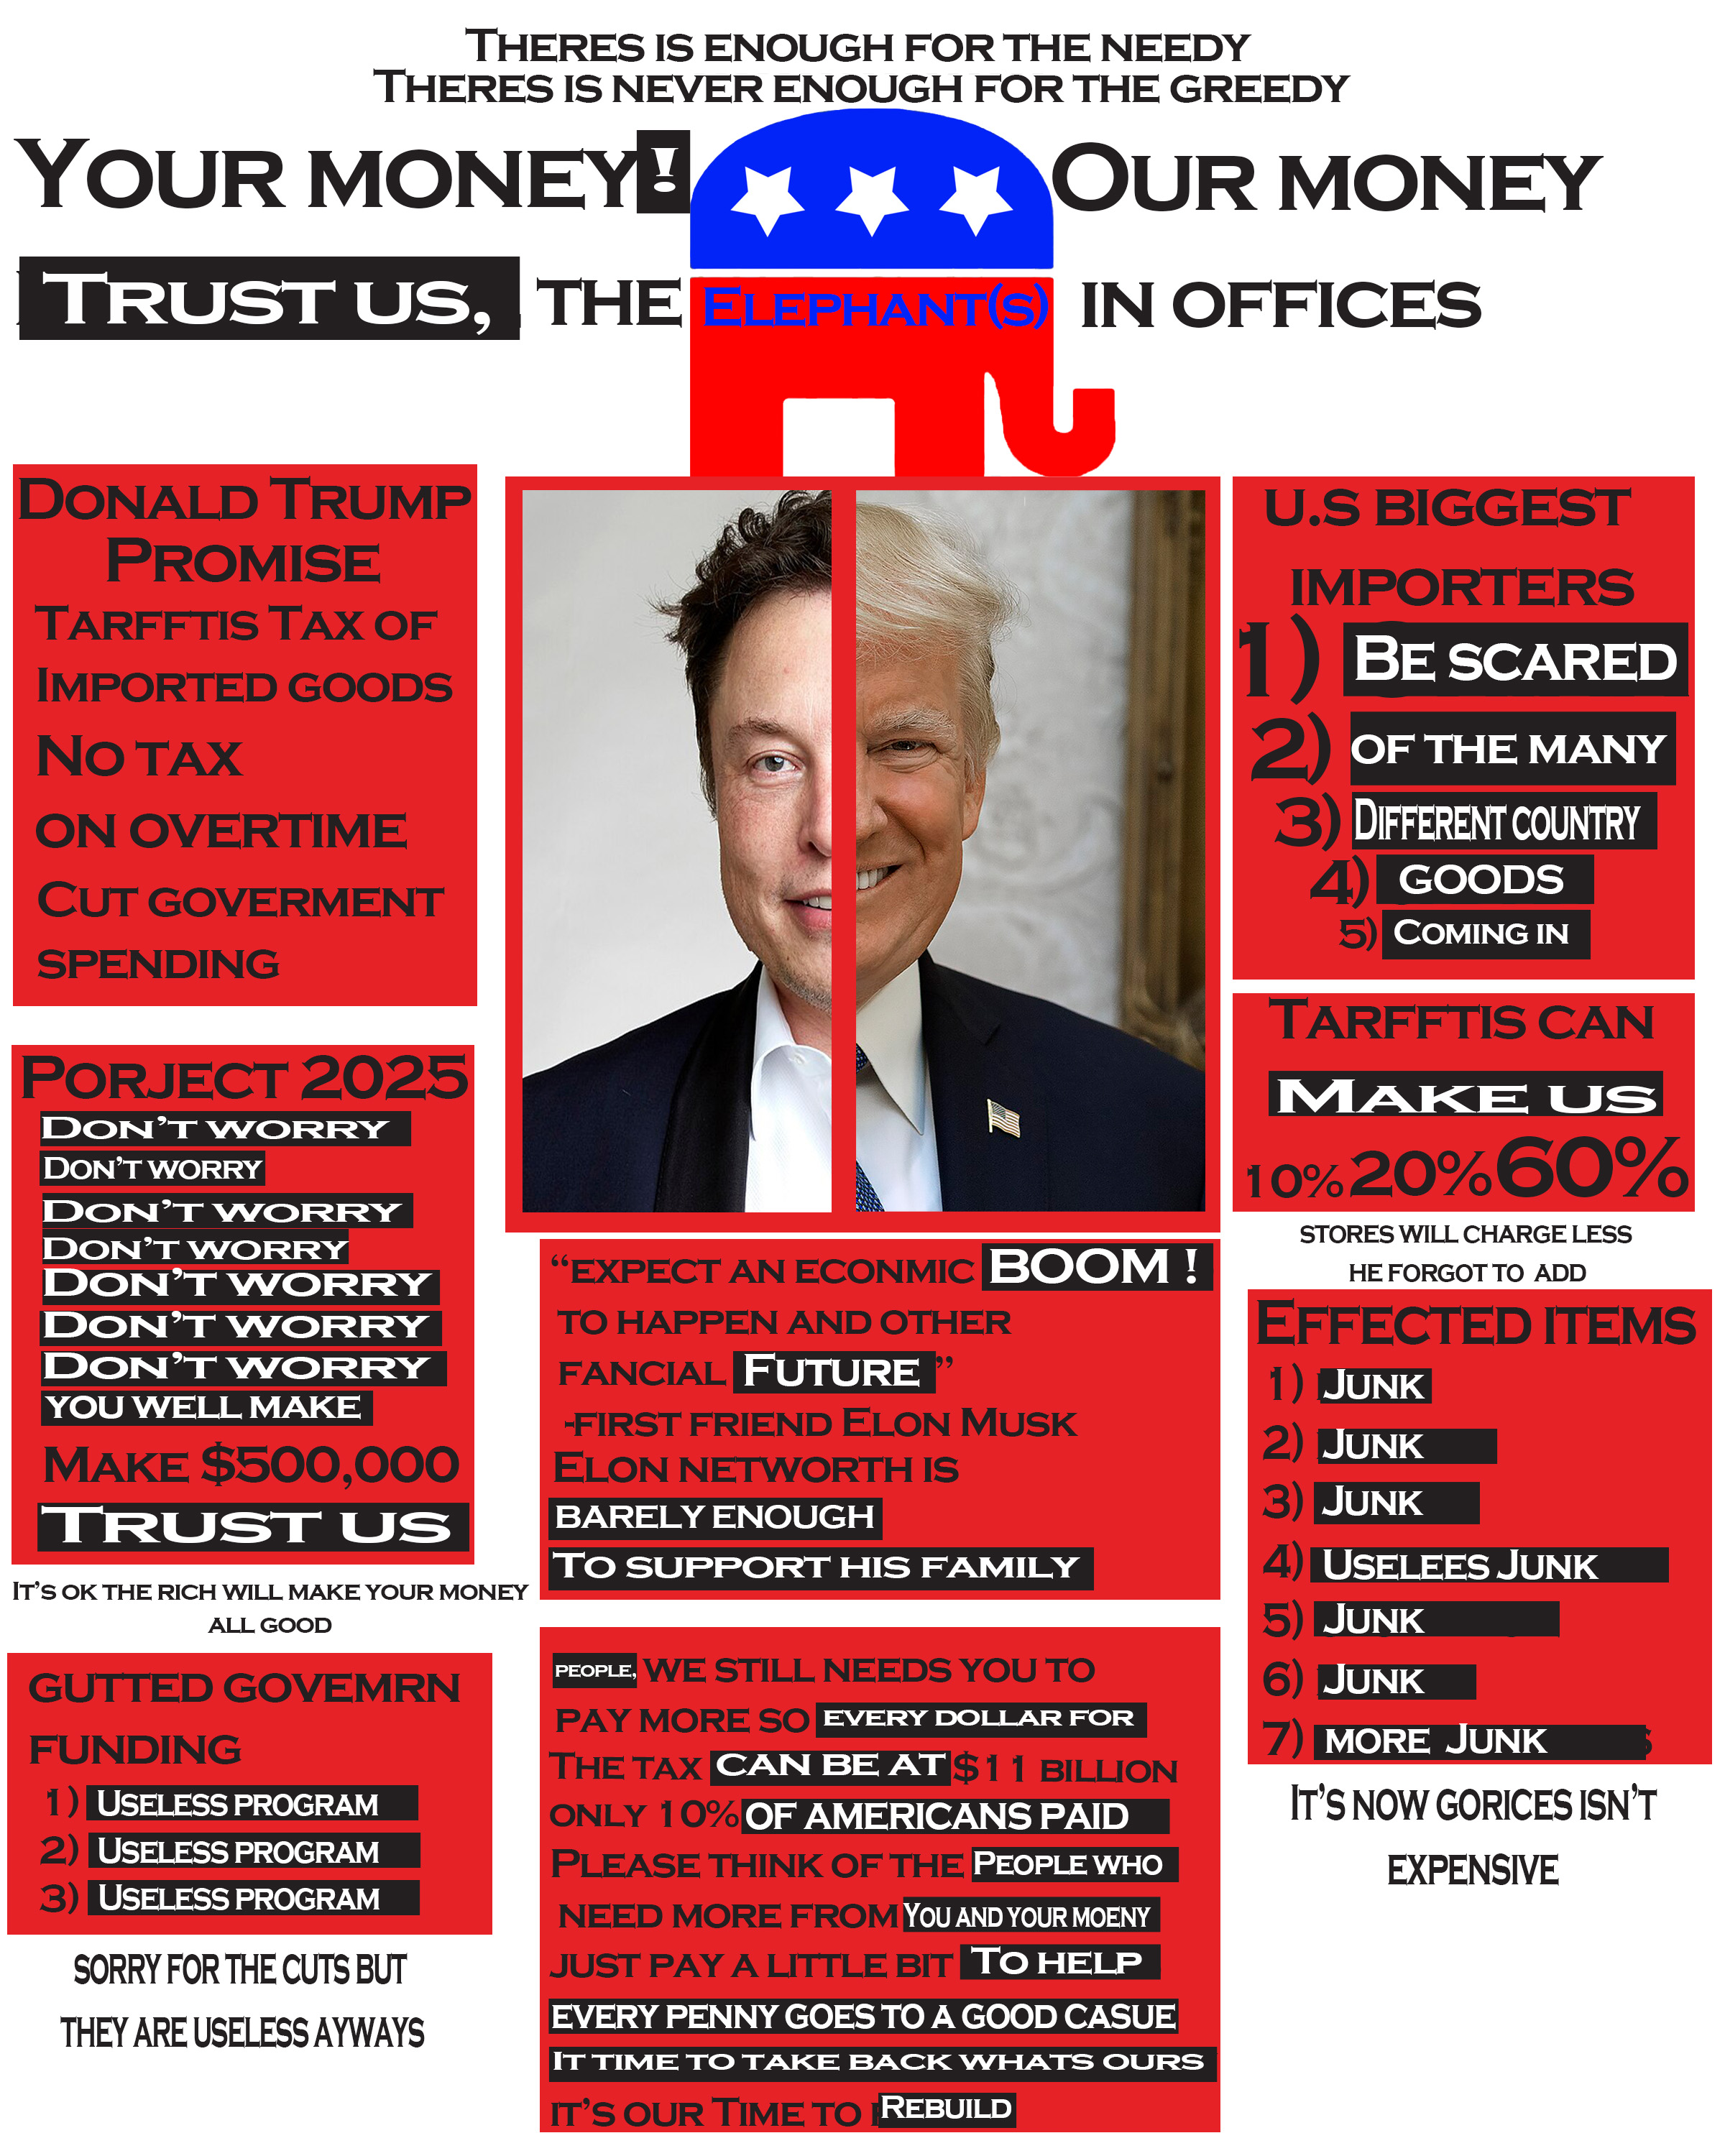 THERES IS ENOUGH FOR THE NEEDY
THERES IS NEVER ENOUGH FOR THE GREEDY
YOUR MONEY! OUR MONEY
TRUST US, THE ELEPHANT(S) IN OFFICES
DONALD TRUMP
PROMISE
TARFFTIS TAX OF
IMPORTED GOODS
NO TAX
ON OVERTIME
CUT GOVERMENT
SPENDING
PORJECT 2025
DON'T WORRY
DON'T WORRY
DON'T WORRY
DON'T WORRY
DON'T WORRY
DON'T WORRY
DON'T WORRY
YOU WELL MAKE
MAKE $500,000
TRUST US
IT'S OK THE RICH WILL MAKE YOUR MONEY
ALL GOOD
GUTTED GOVEMRN
FUNDING
1) USELESS PROGRAM
2) USELESS PROGRAM
3) USELESS PROGRAM
SORRY FOR THE CUTS BUT
THEY ARE USELESS AYWAYS
"EXPECT AN ECONMIC BOOM !
TO HAPPEN AND OTHER
FANCIAL FUTURE"
-FIRST FRIEND ELON MUSK
ELON NETWORTH IS
BARELY ENOUGH
TO SUPPORT HIS FAMILY
PEOPLE, WE STILL NEEDS YOU TO
PAY MORE SO EVERY DOLLAR FOR
THE TAX CAN BE AT $11 BILLION
ONLY 10% OF AMERICANS PAID
PLEASE THINK OF THE PEOPLE WHO
NEED MORE FROM YOU AND YOUR MOENY
JUST PAY A LITTLE BIT TO HELP
EVERY PENNY GOES TO A GOOD CASUE
IT TIME TO TAKE BACK WHATS OURS
IT'S OUR TIME TO REBUILD
U.S BIGGEST
IMPORTERS
1) BE SCARED
2) OF THE MANY
3) DIFFERENT COUNTRY
4) GOODS
5) COMING IN
TARFFTIS CAN
MAKE US
10% 20% 60%
STORES WILL CHARGE LESS
HE FORGOT TO ADD
EFFECTED ITEMS
1) JUNK
2) JUNK
3) JUNK
4) USELEES JUNK
5) JUNK
6) JUNK
7) MORE JUNK
IT'S NOW GORICES ISN'T
EXPENSIVE